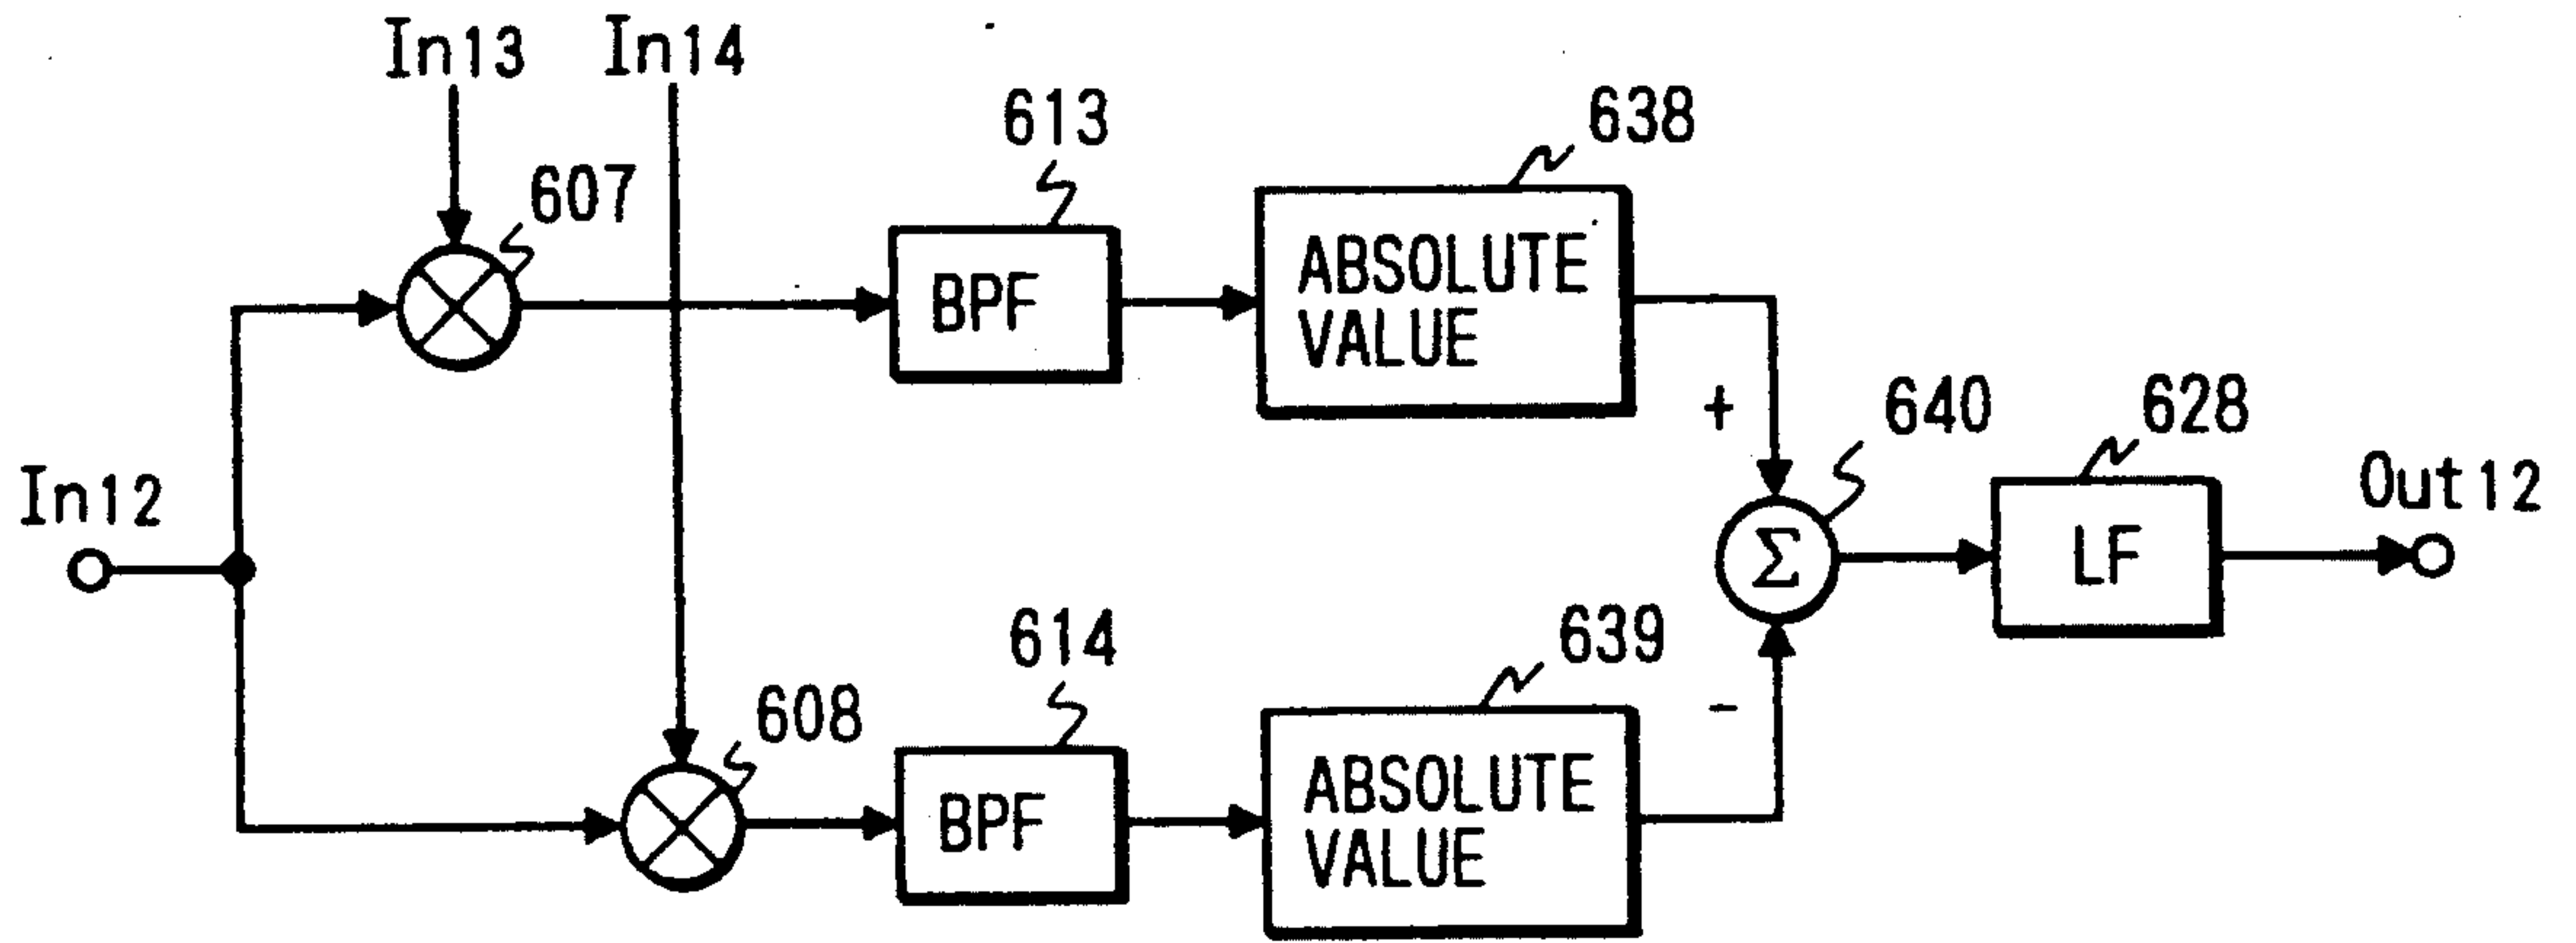 In13
In14
613
638
607
BPF
ABSOLUTE
VALUE
+
640
628
In12
Σ
LF
Out12
614
639
608
-
BPF
ABSOLUTE
VALUE